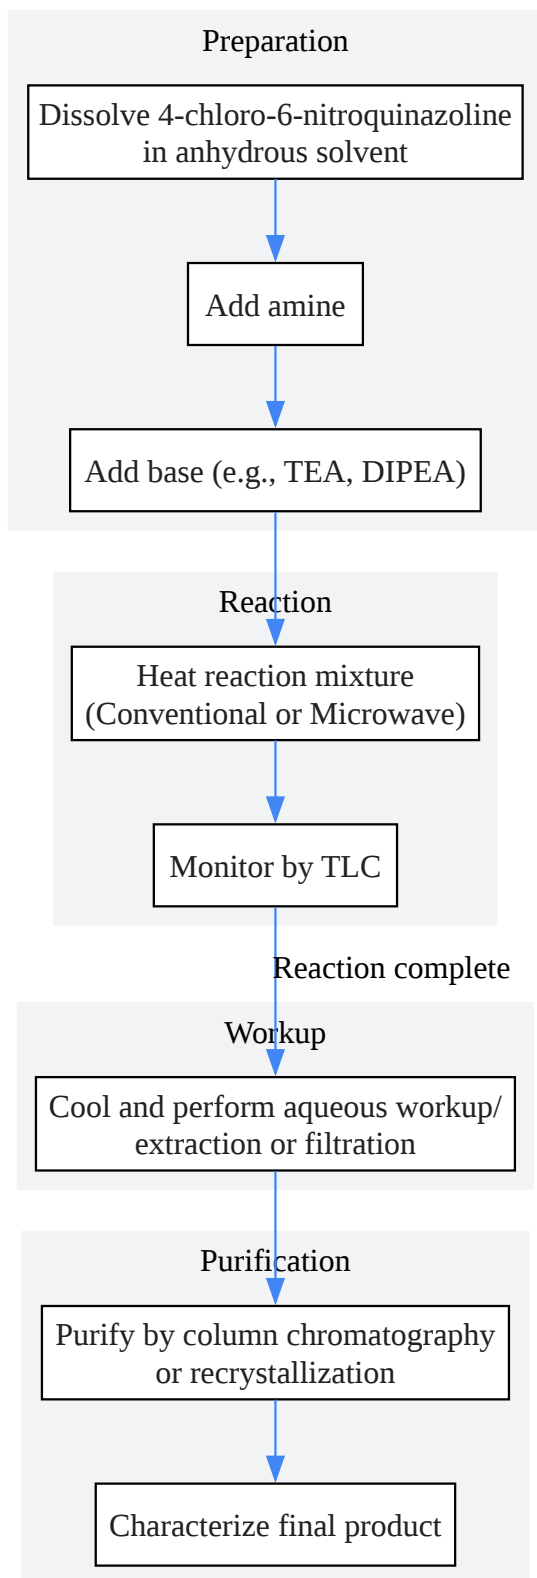 Preparation
Dissolve 4-chloro-6-nitroquinazoline
in anhydrous solvent
Add amine
Add base (e.g., TEA, DIPEA)
Reaction
Heat reaction mixture
(Conventional or Microwave)
Monitor by TLC
Reaction complete
Workup
Cool and perform aqueous workup/
extraction or filtration
Purification
Purify by column chromatography
or recrystallization
Characterize final product